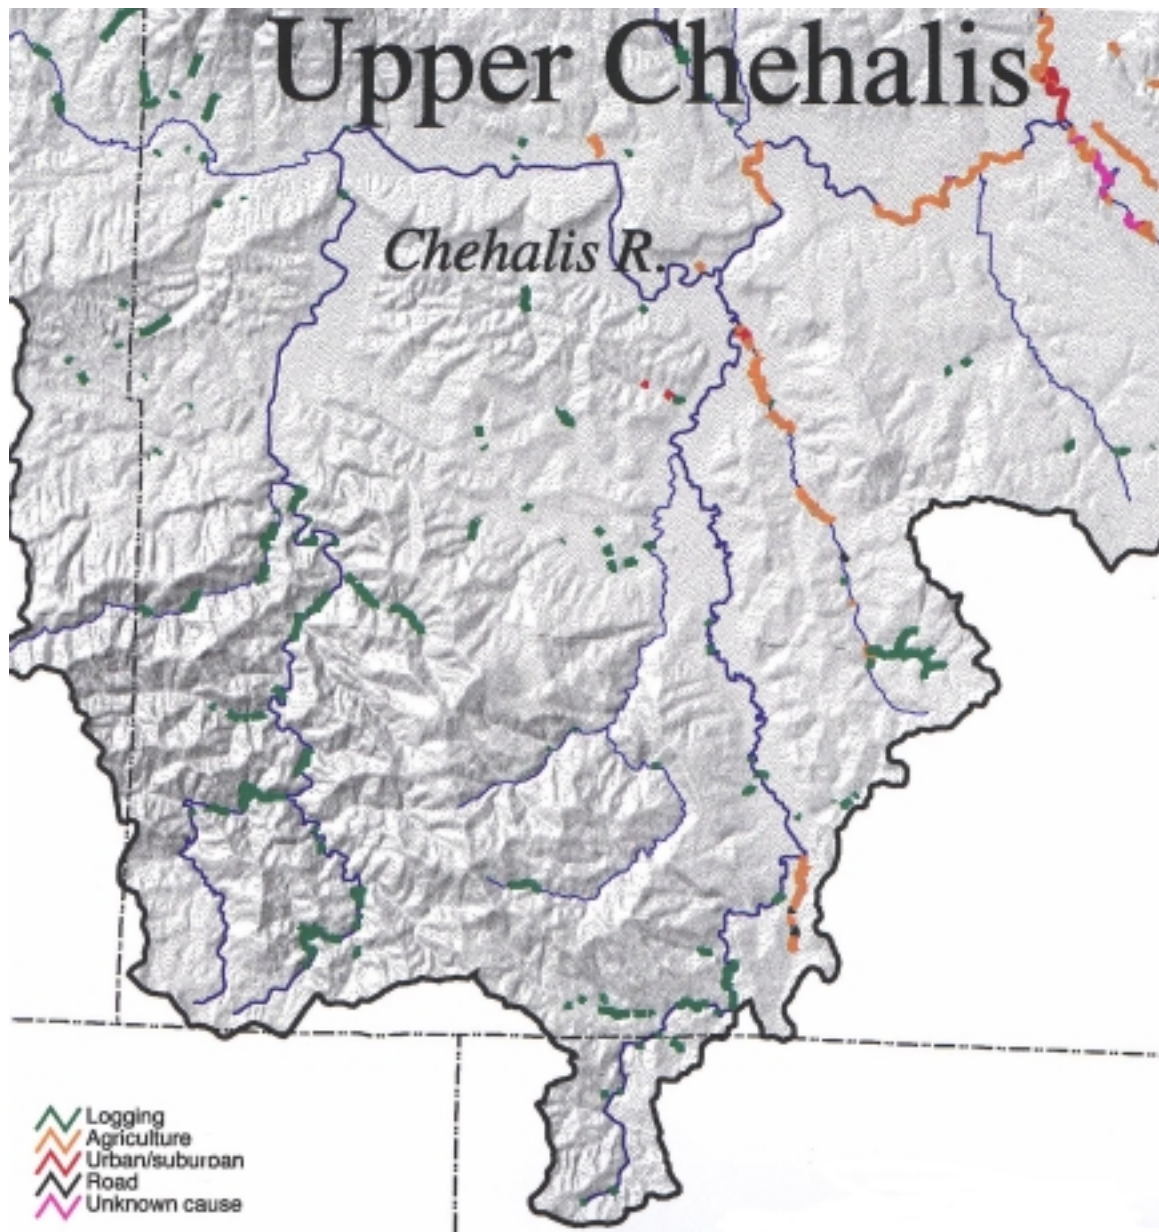 Upper Chehalis
Chehalis R.
Logging
Agriculture
Urban/suburban
Road
Unknown cause